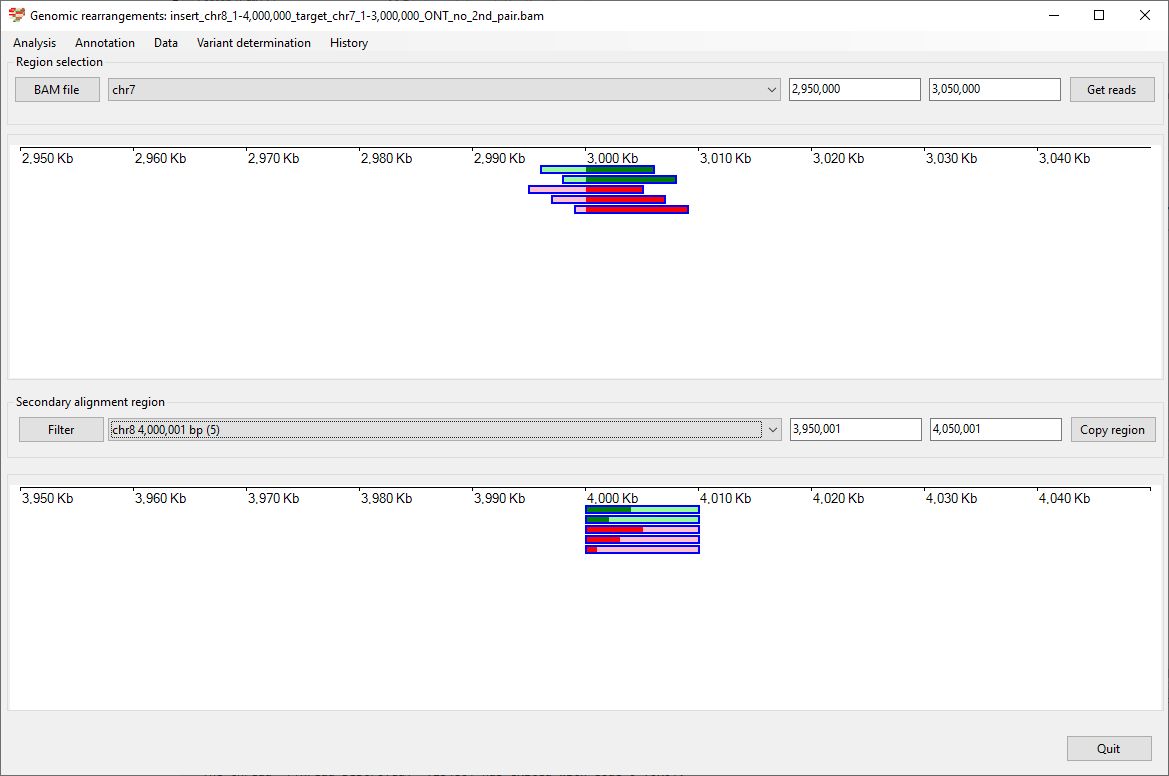 Genomic rearrangements: insert_chr8_1-4,000,000_target_chr7_1-3,000,000_ONT_no_2nd_pair.bam
Analysis Annotation Data Variant determination History
Region selection
BAM file chr7 2,950,000 3,050,000 Get reads
2,950 Kb 2,960 Kb 2,970 Kb 2,980 Kb 2,990 Kb 3,000 Kb 3,010 Kb 3,020 Kb 3,030 Kb 3,040 Kb
Secondary alignment region
Filter chr8 4,000,001 bp (5) 3,950,001 4,050,001 Copy region
3,950 Kb 3,960 Kb 3,970 Kb 3,980 Kb 3,990 Kb 4,000 Kb 4,010 Kb 4,020 Kb 4,030 Kb 4,040 Kb
Quit